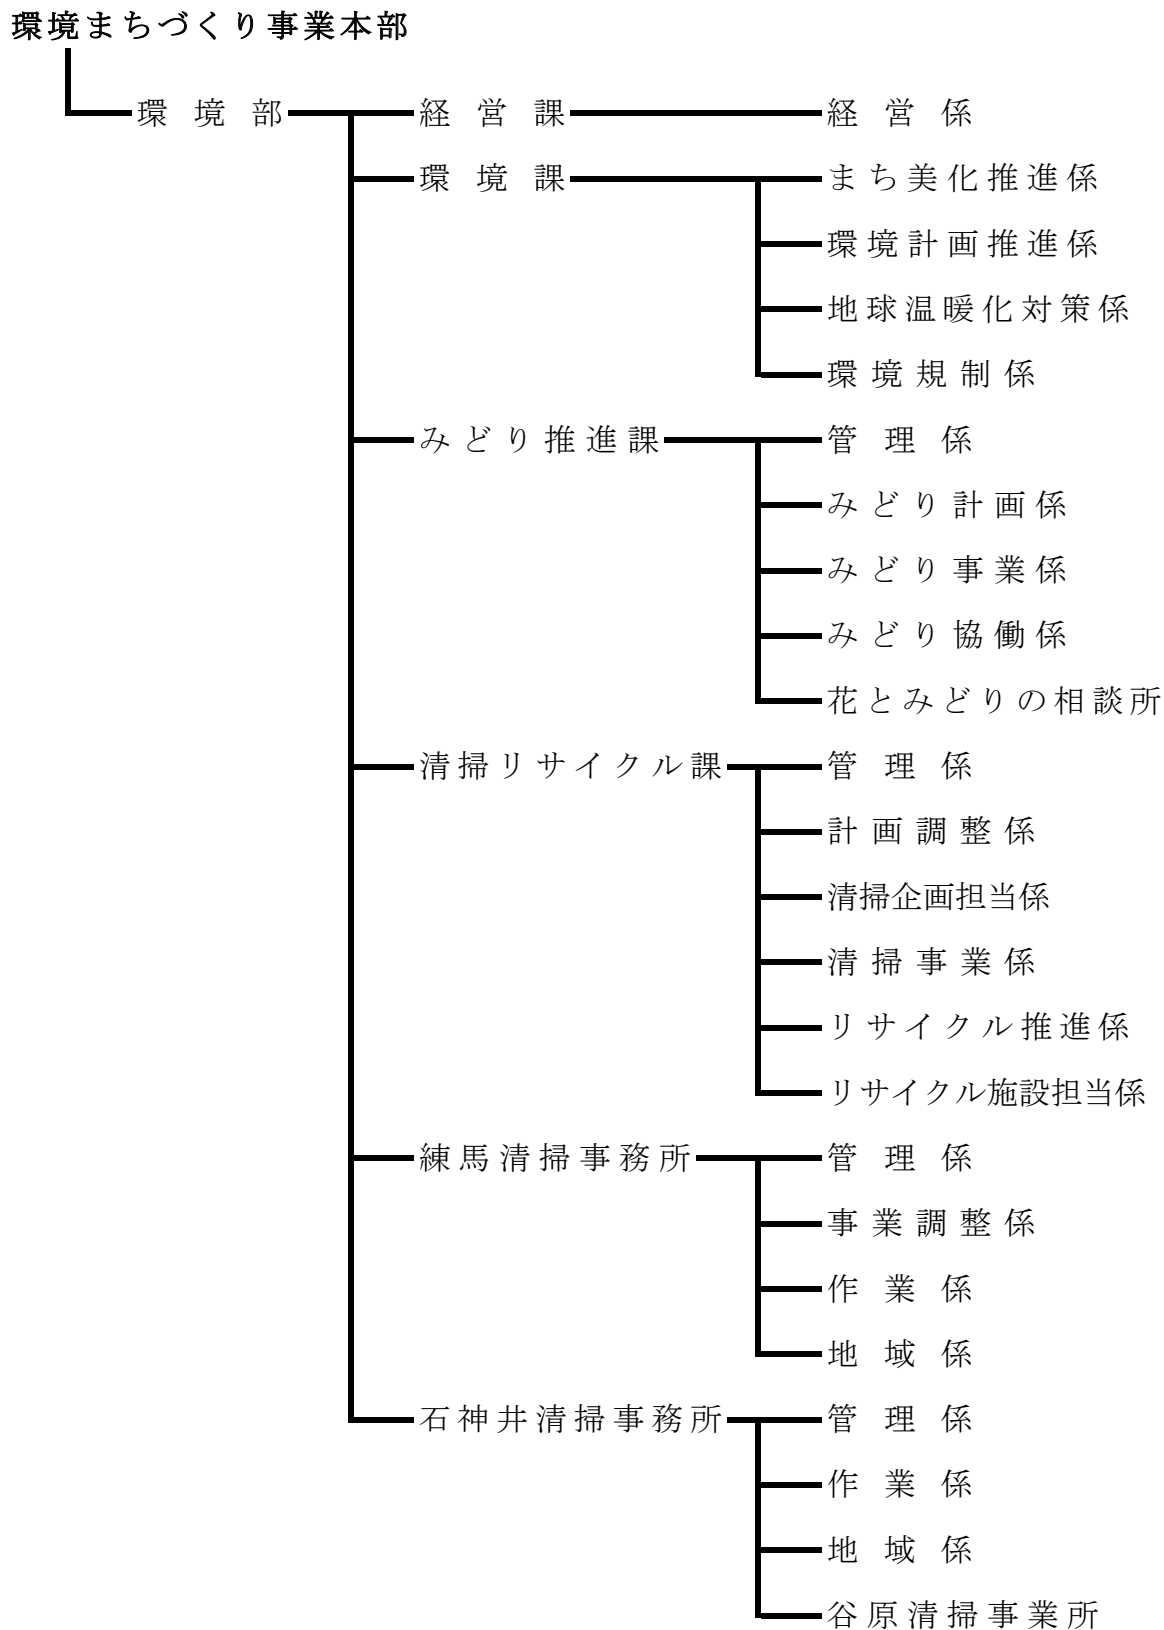 環境まちづくり事業本部
環境部 経営課 経営係
環境課 まち美化推進係
環境計画推進係
地球温暖化対策係
環境規制係
みどり推進課 管理係
みどり計画係
みどり事業係
みどり協働係
花とみどりの相談所
清掃リサイクル課 管理係
計画調整係
清掃企画担当係
清掃事業係
リサイクル推進係
リサイクル施設担当係
練馬清掃事務所 管理係
事業調整係
作業係
地域係
石神井清掃事務所 管理係
作業係
地域係
谷原清掃事業所